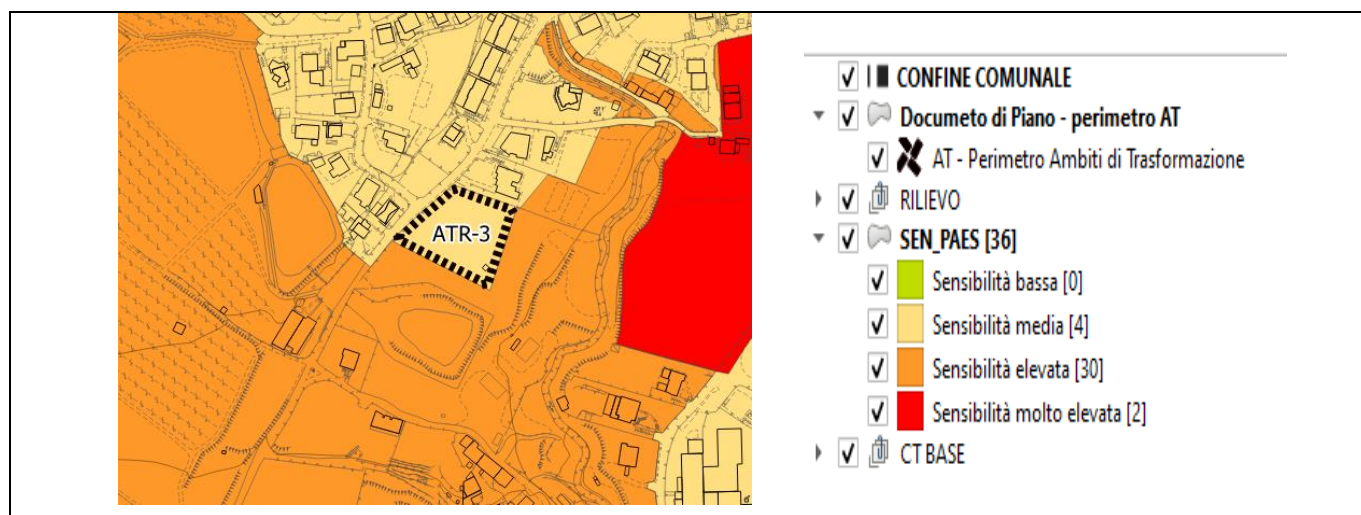 ATR-3
CONFINE COMUNALE
Documeto di Piano - perimetro AT
AT - Perimetro Ambiti di Trasformazione
RILIEVO
SEN_PAES [36]
Sensibilità bassa [0]
Sensibilità media [4]
Sensibilità elevata [30]
Sensibilità molto elevata [2]
CT BASE